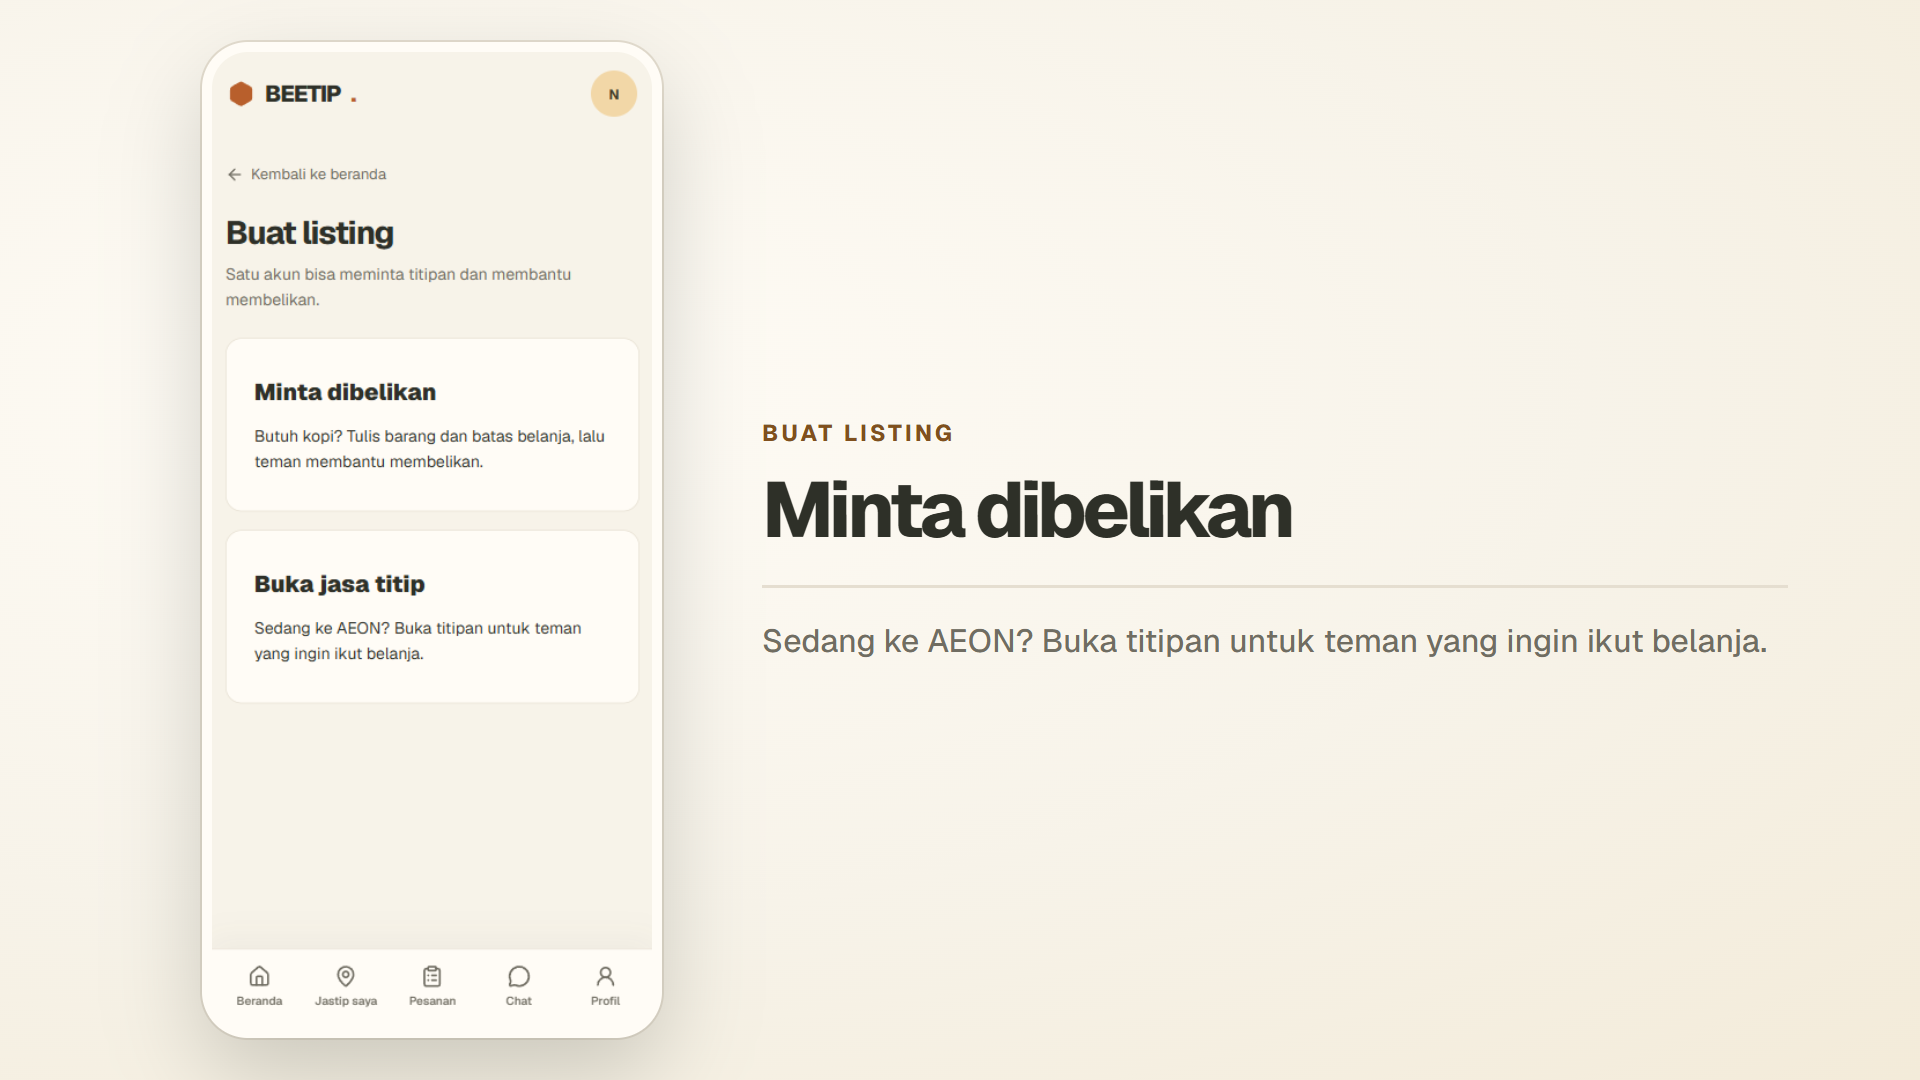 BEETIP .
N
Kembali ke beranda
Buat listing
Satu akun bisa meminta titipan dan membantu
membelikan.
Minta dibelikan
Butuh kopi? Tulis barang dan batas belanja, lalu
teman membantu membelikan.
Buka jasa titip
Sedang ke AEON? Buka titipan untuk teman
yang ingin ikut belanja.
Beranda
Jastip saya
Pesanan
Chat
Profil
BUAT LISTING
Minta dibelikan
Sedang ke AEON? Buka titipan untuk teman yang ingin ikut belanja.